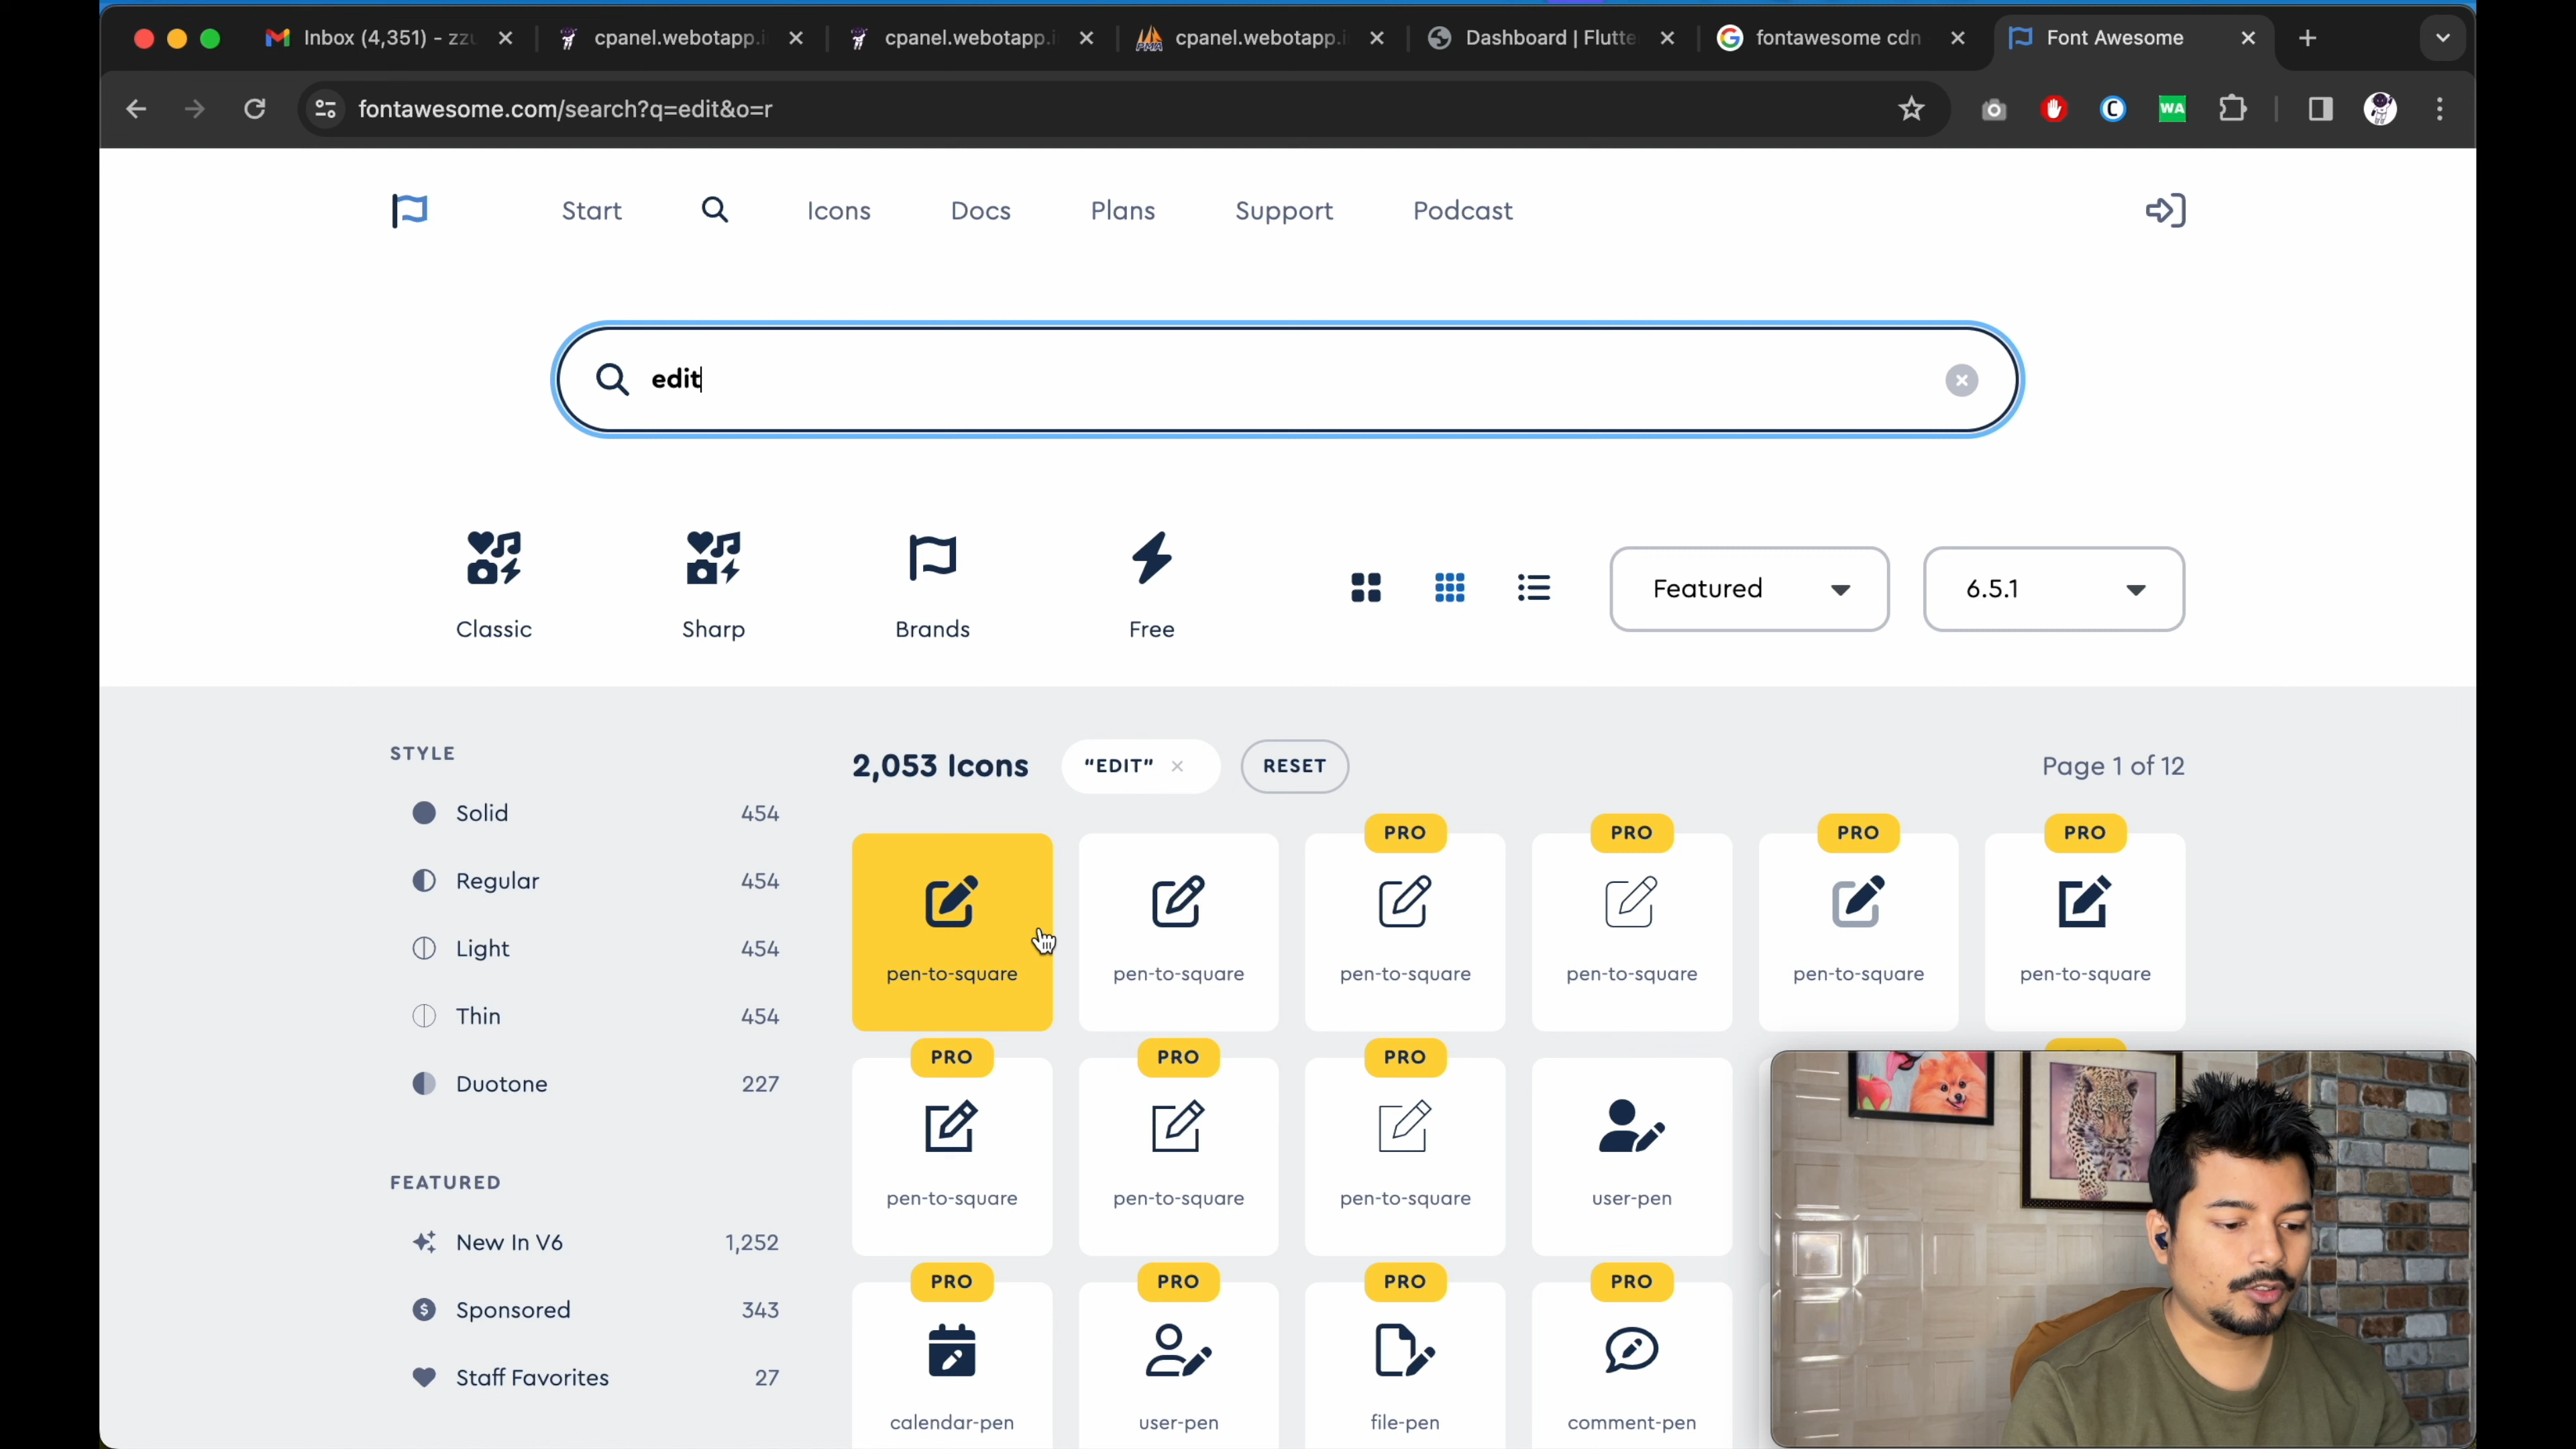 Inbox (4,351) - zzu
cpanel.webotapp.i
cpanel.webotapp.i
PMA
cpanel.webotapp.i
Dashboard | Flutte
fontawesome cdn
Font Awesome
fontawesome.com/search?q=edit&o=r
WA
Start
Icons
Docs
Plans
Support
Podcast
edit
Classic
Sharp
Brands
Free
Featured
6.5.1
STYLE
Solid 454
Regular 454
Light 454
Thin 454
Duotone 227
FEATURED
New In V6 1,252
Sponsored 343
Staff Favorites 27
2,053 Icons
"EDIT" ×
RESET
Page 1 of 12
PRO
PRO
PRO
PRO
pen-to-square
pen-to-square
pen-to-square
pen-to-square
pen-to-square
pen-to-square
PRO
PRO
PRO
pen-to-square
pen-to-square
pen-to-square
user-pen
PRO
PRO
PRO
PRO
calendar-pen
user-pen
file-pen
comment-pen